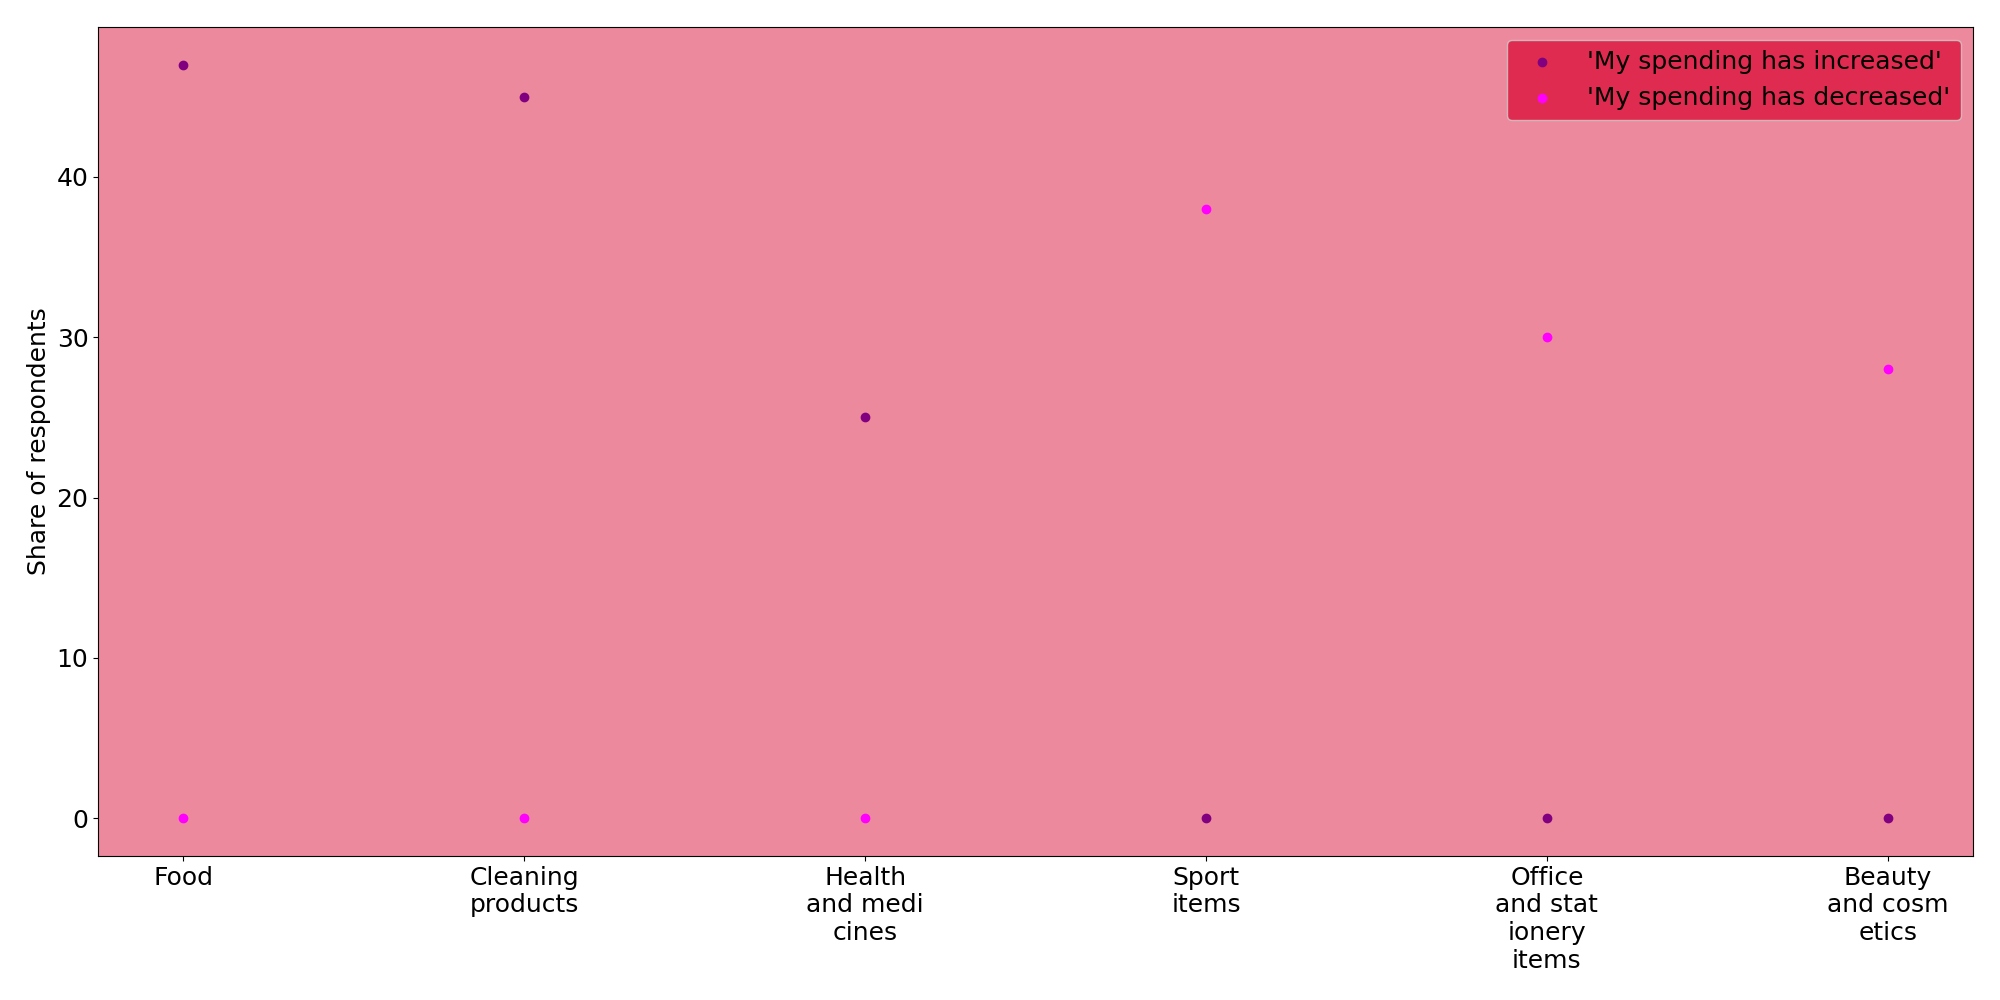 'My spending has increased'
'My spending has decreased'
Share of respondents
40
30
20
10
0
Food
Cleaning
products
Health
and medi
cines
Sport
items
Office
and stat
ionery
items
Beauty
and cosm
etics